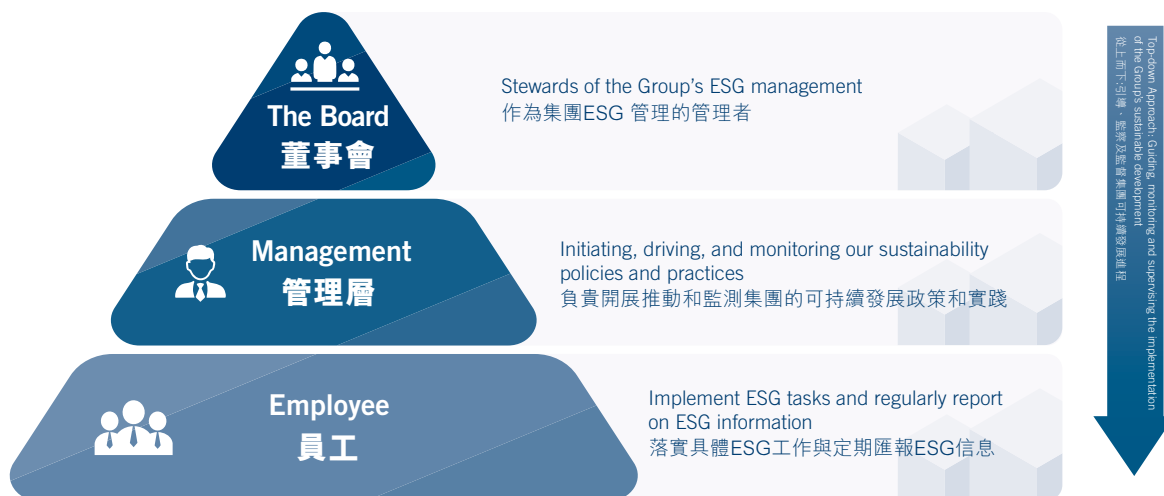 The Board
董事會
Stewards of the Group's ESG management
作為集團ESG 管理的管理者
Management
管理層
Initiating, driving, and monitoring our sustainability
policies and practices
負責開展推動和監測集團的可持續發展政策和實踐
Employee
員工
Implement ESG tasks and regularly report
on ESG information
落實具體ESG工作與定期匯報ESG信息
Top-down Approach: Guiding, monitoring and supervising the implementation
of the Group's sustainable development
從上而下:引導、監察及監督集團可持續發展進程